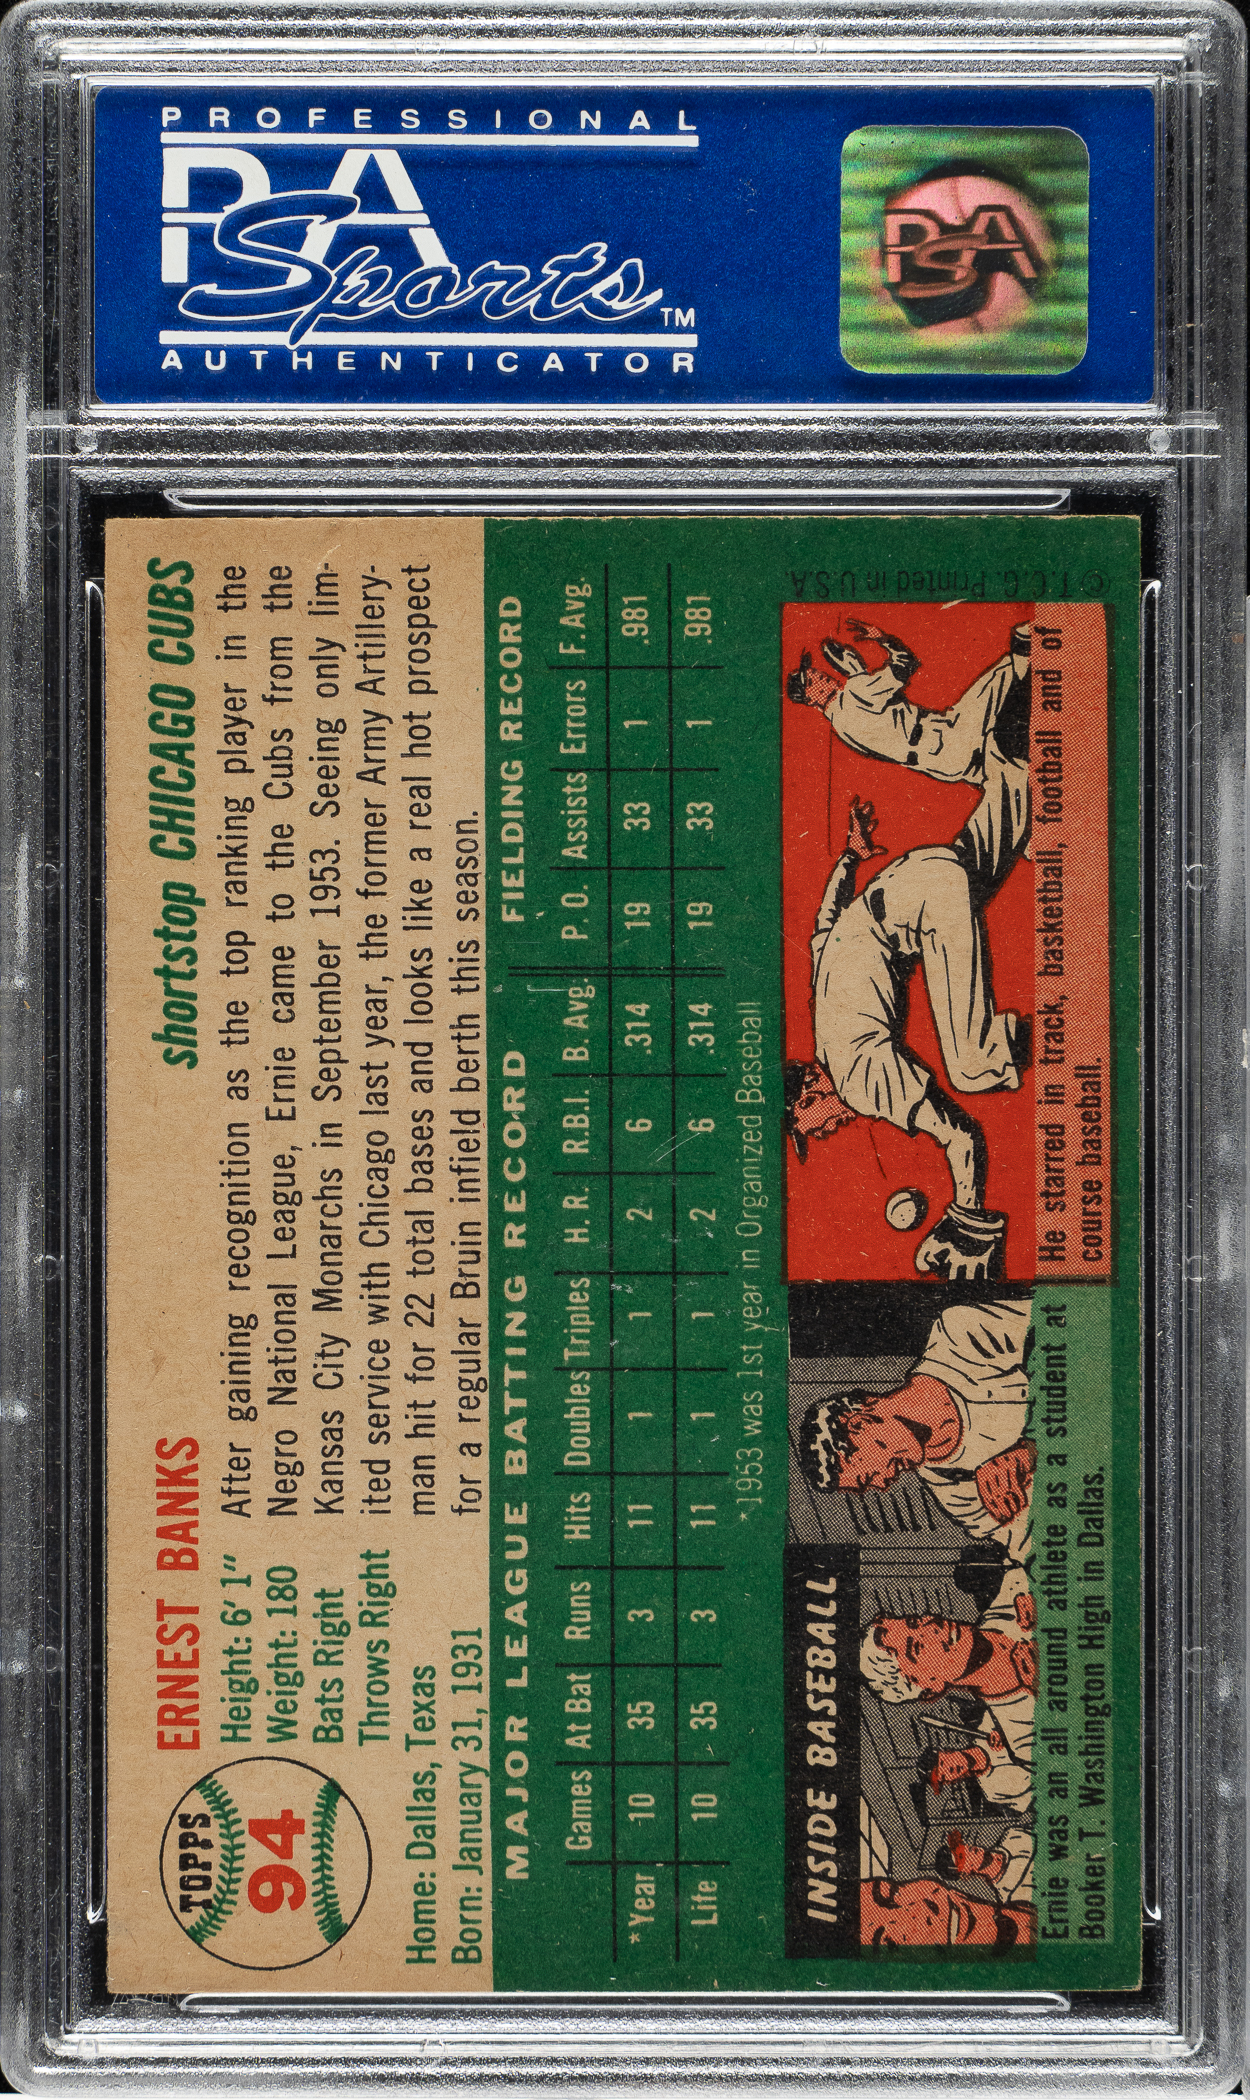 PROFESSIONAL
PSA
Sports™
AUTHENTICATOR
PSA
TOPPS
94
ERNEST BANKS
shortstop CHICAGO CUBS
Height: 6' 1"
Weight: 180
Bats Right
Throws Right
Home: Dallas, Texas
Born: January 31, 1931
After gaining recognition as the top ranking player in the
Negro National League, Ernie came to the Cubs from the
Kansas City Monarchs in September 1953. Seeing only lim-
ited service with Chicago last year, the former Army Artillery-
man hit for 22 total bases and looks like a real hot prospect
for a regular Bruin infield berth this season.
MAJOR LEAGUE BATTING RECORD FIELDING RECORD
Games At Bat Runs Hits Doubles Triples H. R. R.B.I. B. Avg. P. O. Assists Errors F. Avg.
*Year 10 35 3 11 1 1 2 6 .314 19 33 1 .981
Life 10 35 3 11 1 1 2 6 .314 19 33 1 .981
*1953 was 1st year in Organized Baseball
INSIDE BASEBALL
Ernie was an all around athlete as a student at
Booker T. Washington High in Dallas.
He starred in track, basketball, football and of
course baseball.
© T. C. G. Printed in U.S.A.